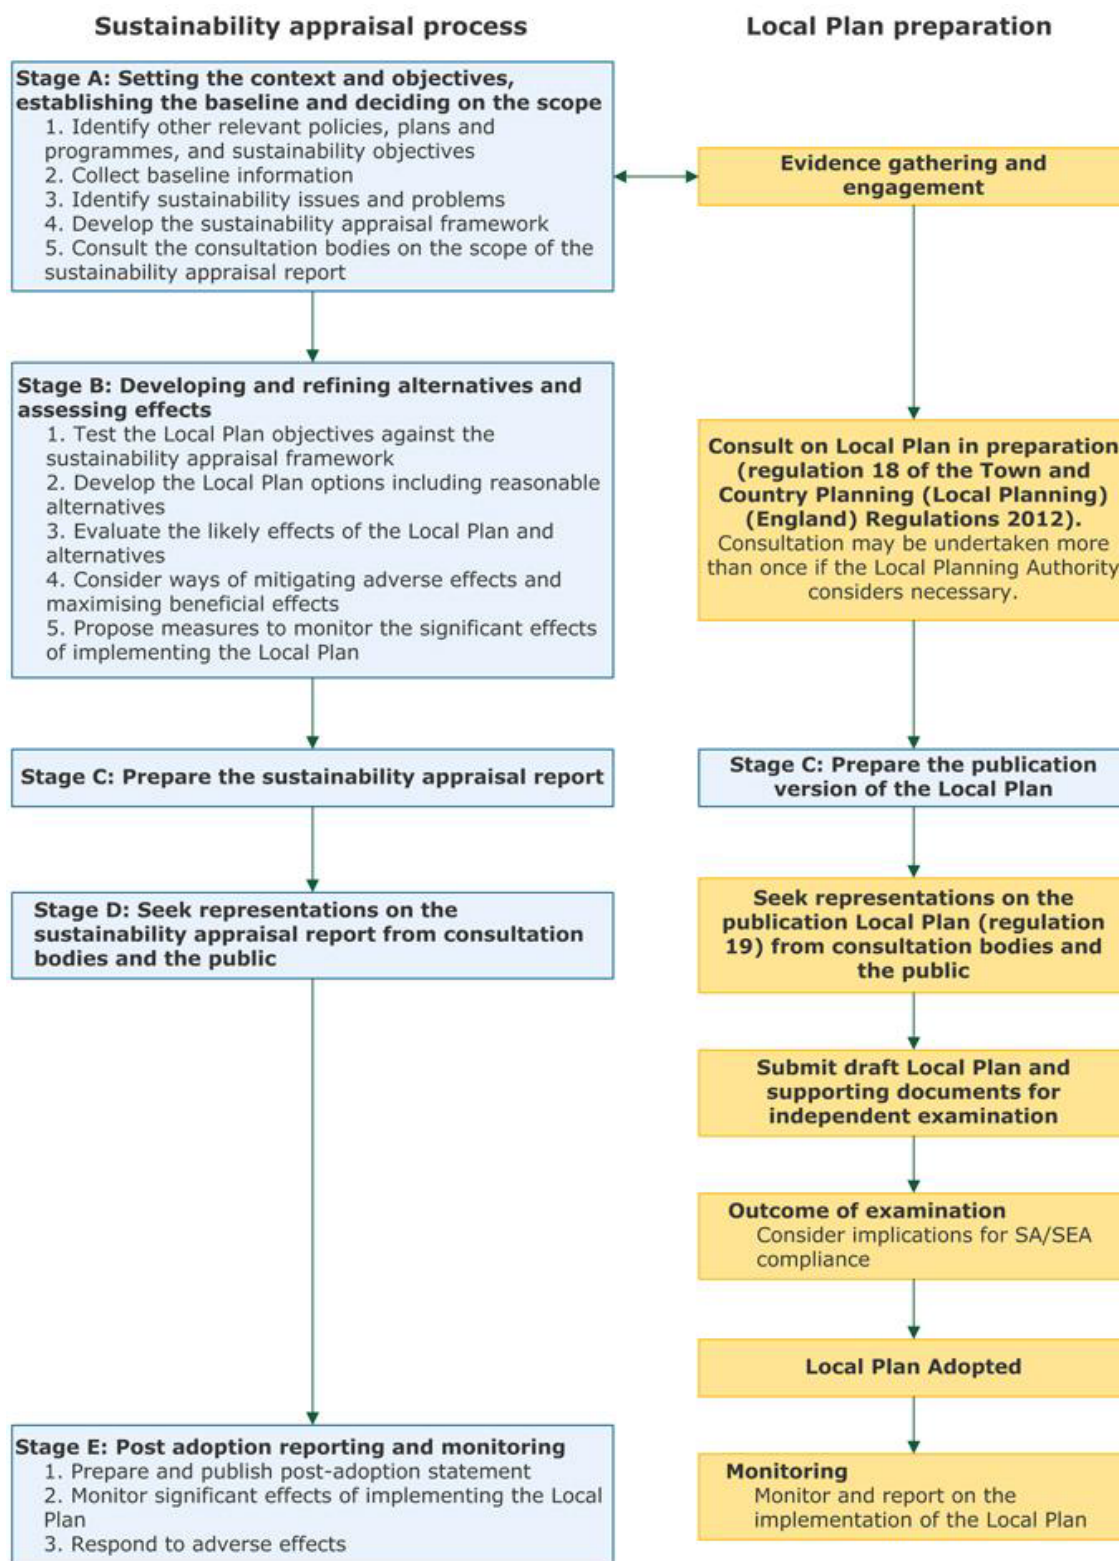 Sustainability appraisal process
Local Plan preparation
Stage A: Setting the context and objectives,
establishing the baseline and deciding on the scope
1. Identify other relevant policies, plans and
programmes, and sustainability objectives
2. Collect baseline information
3. Identify sustainability issues and problems
4. Develop the sustainability appraisal framework
5. Consult the consultation bodies on the scope of the
sustainability appraisal report
Evidence gathering and
engagement
Stage B: Developing and refining alternatives and
assessing effects
1. Test the Local Plan objectives against the
sustainability appraisal framework
2. Develop the Local Plan options including reasonable
alternatives
3. Evaluate the likely effects of the Local Plan and
alternatives
4. Consider ways of mitigating adverse effects and
maximising beneficial effects
5. Propose measures to monitor the significant effects
of implementing the Local Plan
Consult on Local Plan in preparation
(regulation 18 of the Town and
Country Planning (Local Planning)
(England) Regulations 2012).
Consultation may be undertaken more
than once if the Local Planning Authority
considers necessary.
Stage C: Prepare the sustainability appraisal report
Stage C: Prepare the publication
version of the Local Plan
Stage D: Seek representations on the
sustainability appraisal report from consultation
bodies and the public
Seek representations on the
publication Local Plan (regulation
19) from consultation bodies and
the public
Submit draft Local Plan and
supporting documents for
independent examination
Outcome of examination
Consider implications for SA/SEA
compliance
Local Plan Adopted
Stage E: Post adoption reporting and monitoring
1. Prepare and publish post-adoption statement
2. Monitor significant effects of implementing the Local
Plan
3. Respond to adverse effects
Monitoring
Monitor and report on the
implementation of the Local Plan